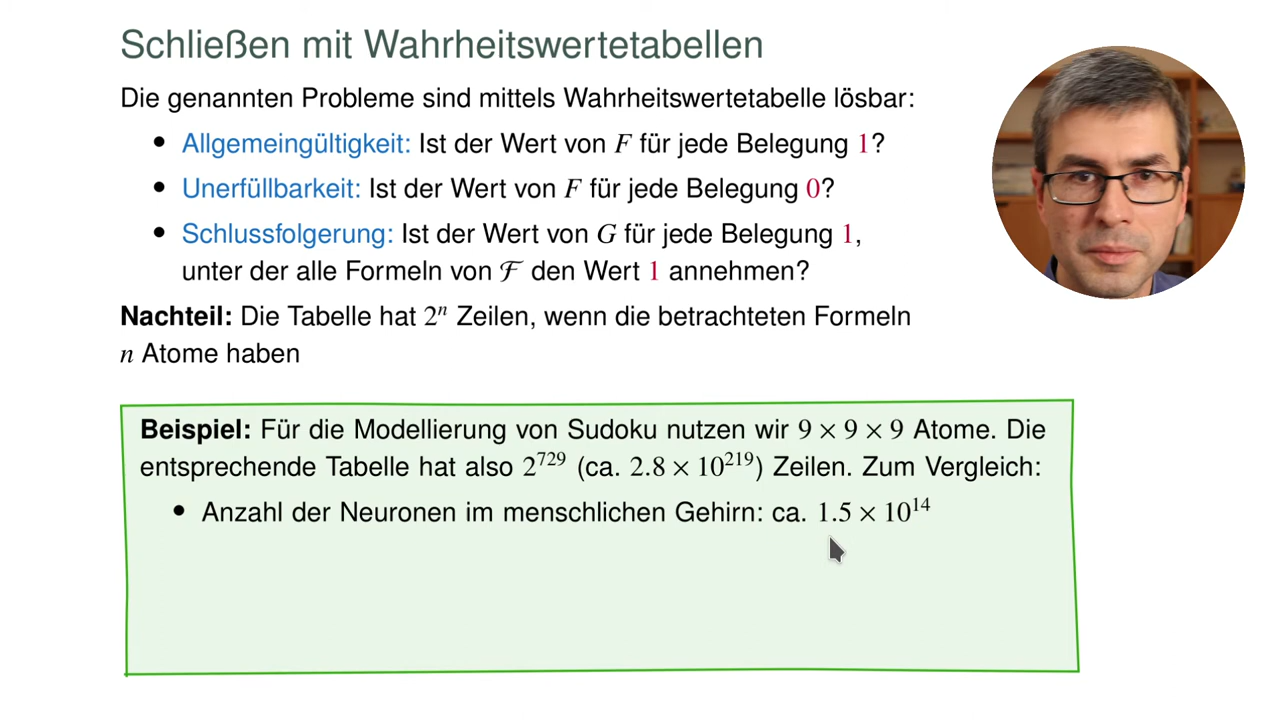 Schließen mit Wahrheitswertetabellen
Die genannten Probleme sind mittels Wahrheitswertetabelle lösbar:
• Allgemeingültigkeit: Ist der Wert von F für jede Belegung 1?
• Unerfüllbarkeit: Ist der Wert von F für jede Belegung 0?
• Schlussfolgerung: Ist der Wert von G für jede Belegung 1,
unter der alle Formeln von ℱ den Wert 1 annehmen?
Nachteil: Die Tabelle hat 2ⁿ Zeilen, wenn die betrachteten Formeln
n Atome haben
Beispiel: Für die Modellierung von Sudoku nutzen wir 9 × 9 × 9 Atome. Die
entsprechende Tabelle hat also 2⁷²⁹ (ca. 2.8 × 10²¹⁹) Zeilen. Zum Vergleich:
• Anzahl der Neuronen im menschlichen Gehirn: ca. 1.5 × 10¹⁴